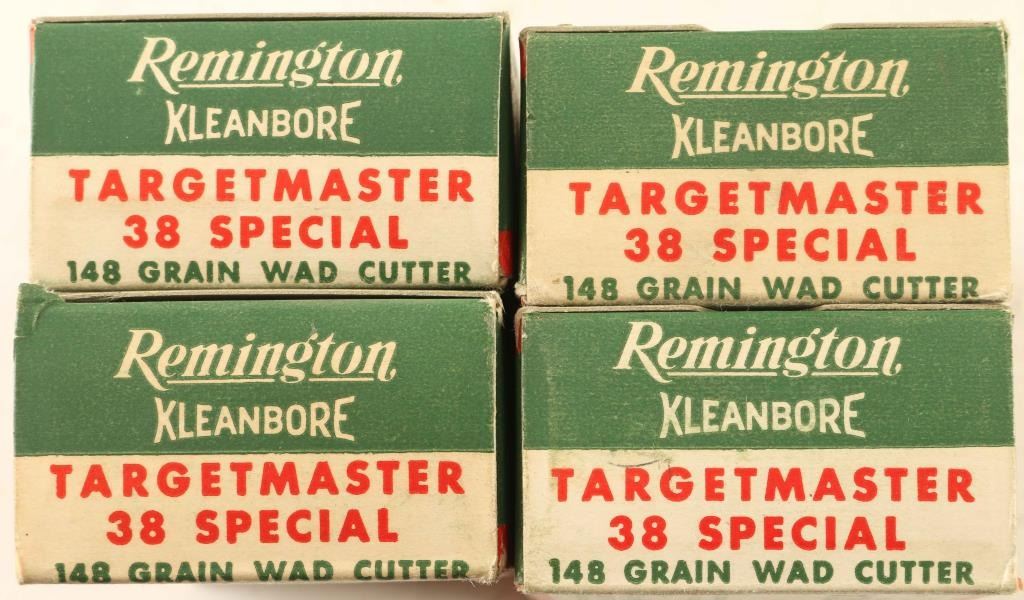 Remington
KLEANBORE
TARGETMASTER
38 SPECIAL
148 GRAIN WAD CUTTER
Remington
KLEANBORE
TARGETMASTER
38 SPECIAL
148 GRAIN WAD CUTTER
Remington
KLEANBORE
TARGETMASTER
38 SPECIAL
148 GRAIN WAD CUTTER
Remington
KLEANBORE
TARGETMASTER
38 SPECIAL
148 GRAIN WAD CUTTER